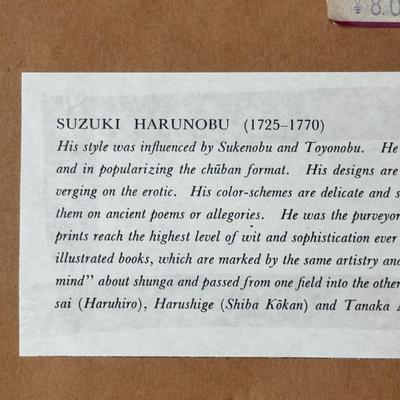 ¥8.0
SUZUKI HARUNOBU (1725–1770)
His style was influenced by Sukenobu and Toyonobu. He
and in popularizing the chūban format. His designs are
verging on the erotic. His color-schemes are delicate and s
them on ancient poems or allegories. He was the purveyor
prints reach the highest level of wit and sophistication ever
illustrated books, which are marked by the same artistry and
mind” about shunga and passed from one field into the other
sai (Haruhiro), Harushige (Shiba Kōkan) and Tanaka